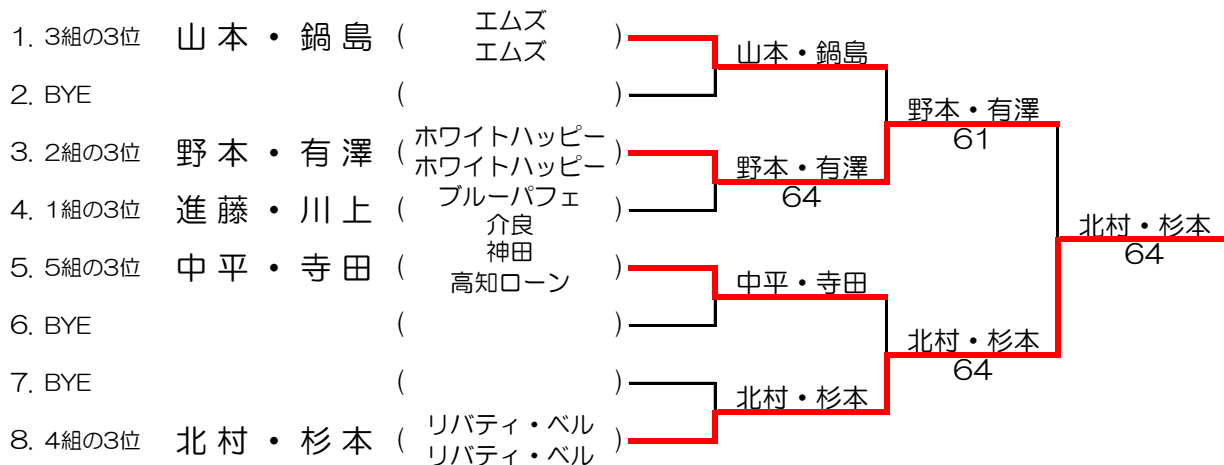 1. 3組の3位 山本・鍋島 ( エムズ エムズ )
2. BYE ( )
3. 2組の3位 野本・有澤 ( ホワイトハッピー ホワイトハッピー )
4. 1組の3位 進藤・川上 ( ブルーパフェ 介良 )
5. 5組の3位 中平・寺田 ( 神田 高知ローン )
6. BYE ( )
7. BYE ( )
8. 4組の3位 北村・杉本 ( リバティ・ベル リバティ・ベル )
山本・鍋島
野本・有澤
64
中平・寺田
北村・杉本
野本・有澤
61
北村・杉本
64
北村・杉本
64